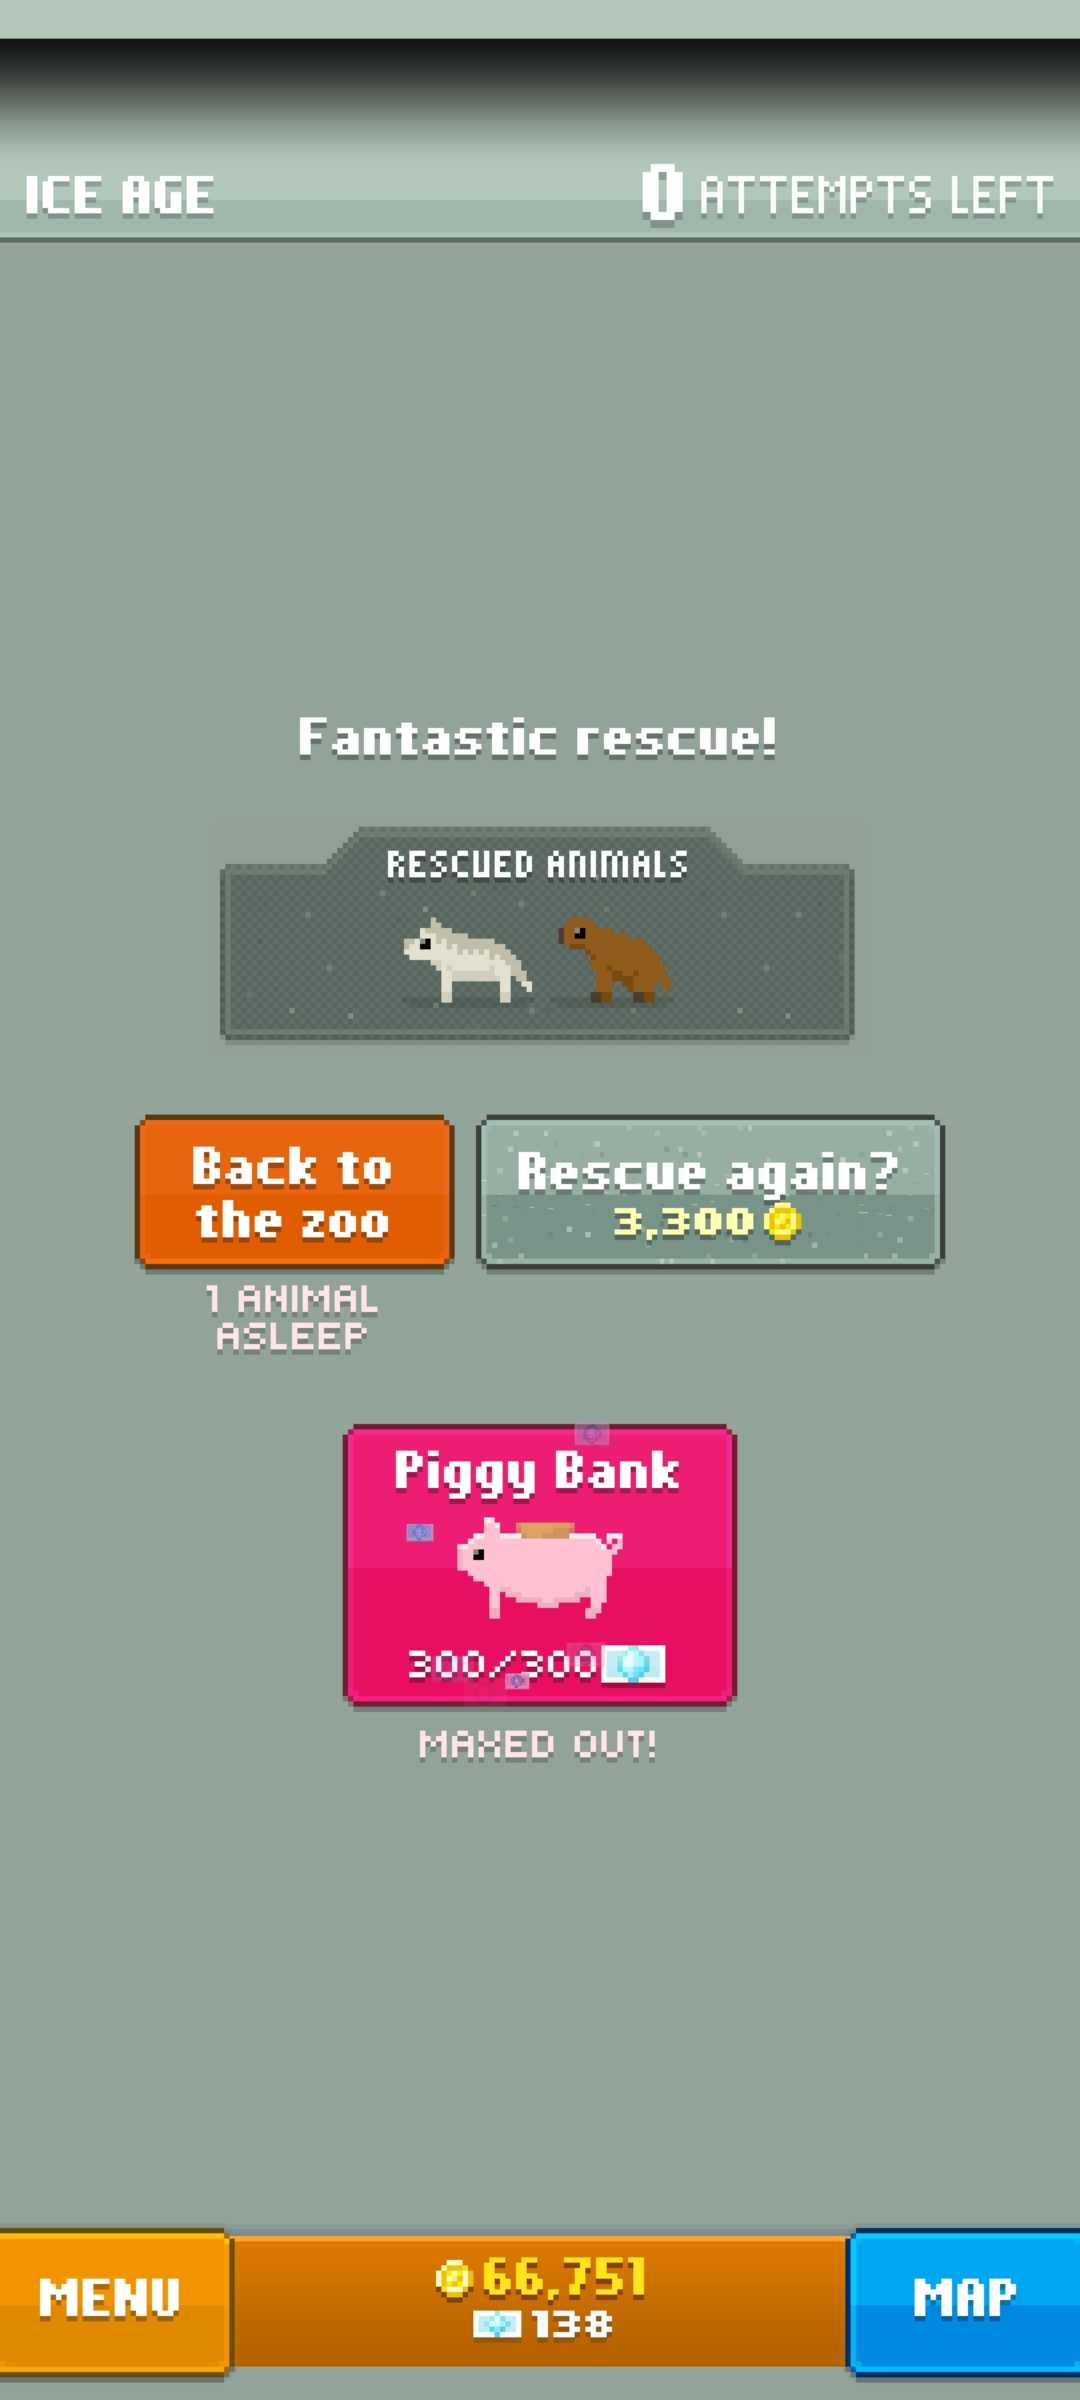 ICE AGE
0 ATTEMPTS LEFT
Fantastic rescue!
RESCUED ANIMALS
Back to
the zoo
Rescue again?
3,300
1 ANIMAL
ASLEEP
Piggy Bank
300/300
MAXED OUT!
MENU
66,751
138
MAP